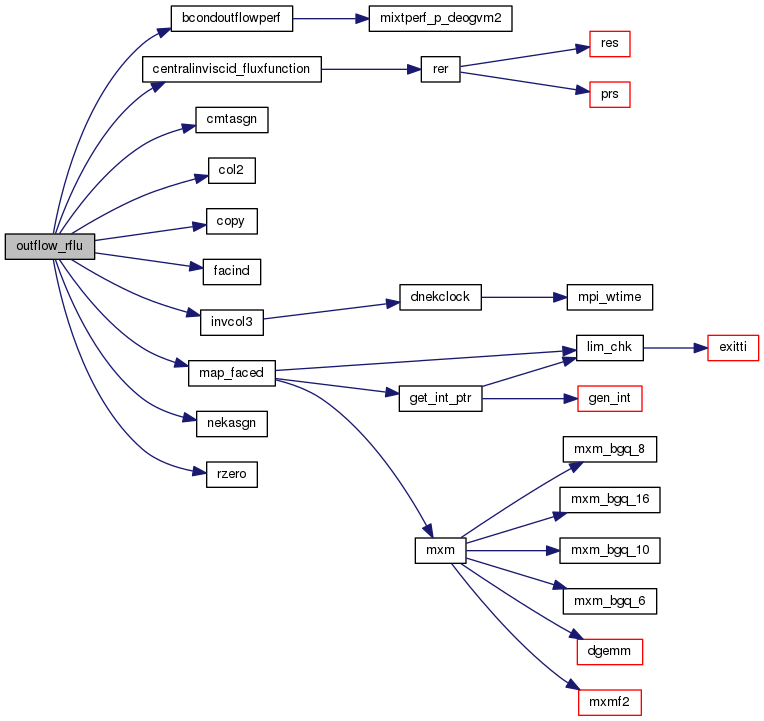 bcondoutflowperf
mixtperf_p_deogvm2
centralinviscid_fluxfunction
rer
res
prs
cmtasgn
col2
copy
outflow_rflu
facind
invcol3
dnekclock
mpi_wtime
map_faced
lim_chk
exitti
get_int_ptr
gen_int
nekasgn
rzero
mxm
mxm_bgq_8
mxm_bgq_16
mxm_bgq_10
mxm_bgq_6
dgemm
mxmf2